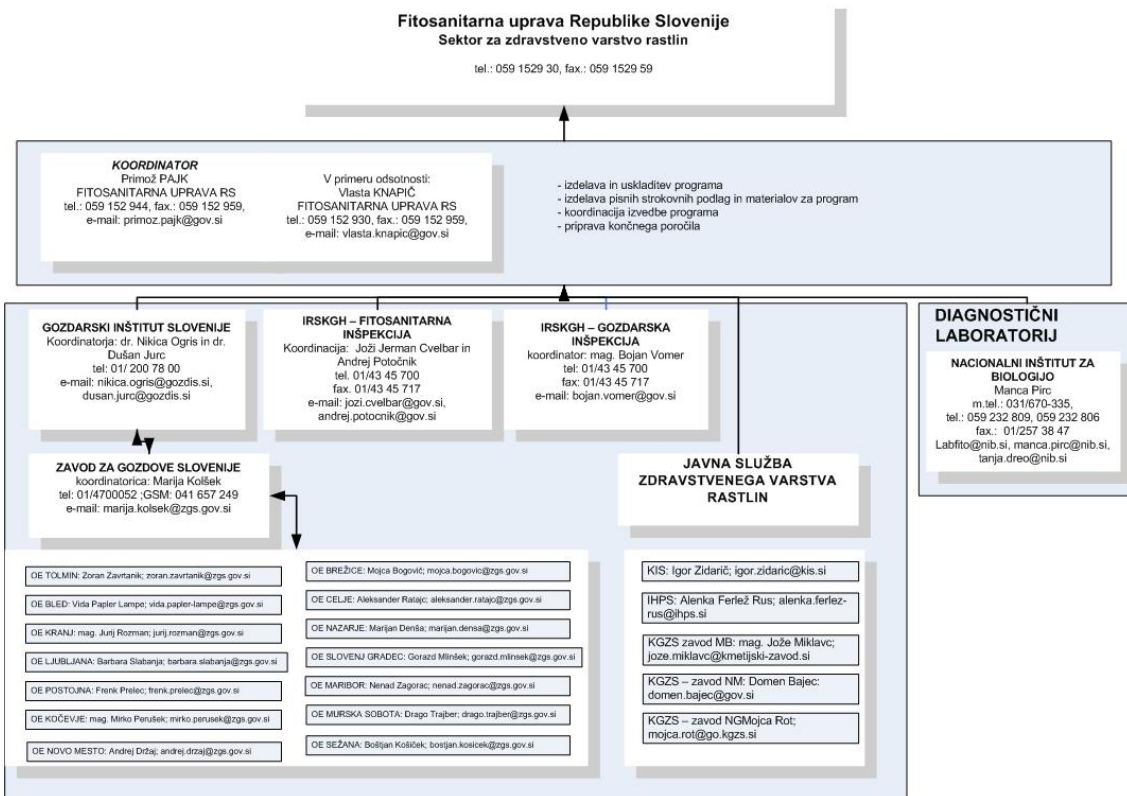 Fitosanitarna uprava Republike Slovenije
Sektor za zdravstveno varstvo rastlin
tel.: 059 1529 30, fax.: 059 1529 59
KOORDINATOR
Primož PAJK
FITOSANITARNA UPRAVA RS
tel.: 059 152 944, fax.: 059 152 959,
e-mail: primoz.pajk@gov.si
V primeru odsotnosti:
Vlasta KNAPIČ
FITOSANITARNA UPRAVA RS
tel.: 059 152 930, fax.: 059 152 959,
e-mail: vlasta.knapic@gov.si
- izdelava in uskladitev programa
- izdelava pisnih strokovnih podlag in materialov za program
- koordinacija izvedbe programa
- priprava končnega poročila
GOZDARSKI INŠTITUT SLOVENIJE
Koordinatorja: dr. Nikica Ogris in dr.
Dušan Jurc
tel: 01/ 200 78 00
e-mail: nikica.ogris@gozdis.si,
dusan.jurc@gozdis.si
IRSKGH – FITOSANITARNA
INŠPEKCIJA
Koordinacija: Joži Jerman Cvelbar in
Andrej Potočnik
tel. 01/43 45 700
fax. 01/43 45 717
e-mail: jozi.cvelbar@gov.si,
andrej.potocnik@gov.si
IRSKGH – GOZDARSKA
INŠPEKCIJA
koordinator: mag. Bojan Vomer
tel: 01/43 45 700
fax: 01/43 45 717
e-mail: bojan.vomer@gov.si
DIAGNOSTIČNI
LABORATORIJ
NACIONALNI INŠTITUT ZA
BIOLOGIJO
Manca Pirc
m.tel.: 031/670-335,
tel.: 059 232 809, 059 232 806
fax.: 01/257 38 47
Labfito@nib.si, manca.pirc@nib.si,
tanja.dreo@nib.si
ZAVOD ZA GOZDOVE SLOVENIJE
koordinatorica: Marija Kolšek
tel: 01/4700052 ;GSM: 041 657 249
e-mail: marija.kolsek@zgs.gov.si
JAVNA SLUŽBA
ZDRAVSTVENEGA VARSTVA
RASTLIN
OE TOLMIN: Zoran Zavrtanik; zoran.zavrtanik@zgs.gov.si
OE BLED: Vida Papler Lampe; vida.papler-lampe@zgs.gov.si
OE KRANJ: mag. Jurij Rozman; jurij.rozman@zgs.gov.si
OE LJUBLJANA: Barbara Slabanja; barbara.slabanja@zgs.gov.si
OE POSTOJNA: Frenk Prelec; frenk.prelec@zgs.gov.si
OE KOČEVJE: mag. Mirko Perušek; mirko.perusek@zgs.gov.si
OE NOVO MESTO: Andrej Držaj; andrej.drzaj@zgs.gov.si
OE BREŽICE: Mojca Bogovič; mojca.bogovic@zgs.gov.si
OE CELJE: Aleksander Ratajc; aleksander.ratajc@zgs.gov.si
OE NAZARJE: Marijan Denša; marijan.densa@zgs.gov.si
OE SLOVENJ GRADEC: Gorazd Mlinšek; gorazd.mlinsek@zgs.gov.si
OE MARIBOR: Nenad Zagorac; nenad.zagorac@zgs.gov.si
OE MURSKA SOBOTA: Drago Trajber; drago.trajber@zgs.gov.si
OE SEŽANA: Boštjan Košiček; bostjan.kosicek@zgs.gov.si
KIS: Igor Zidarič; igor.zidaric@kis.si
IHPS: Alenka Ferlež Rus; alenka.ferlez-
rus@ihps.si
KGZS zavod MB: mag. Jože Miklavc;
joze.miklavc@kmetijski-zavod.si
KGZS – zavod NM: Domen Bajec:
domen.bajec@gov.si
KGZS – zavod NGMojca Rot;
mojca.rot@go.kgzs.si